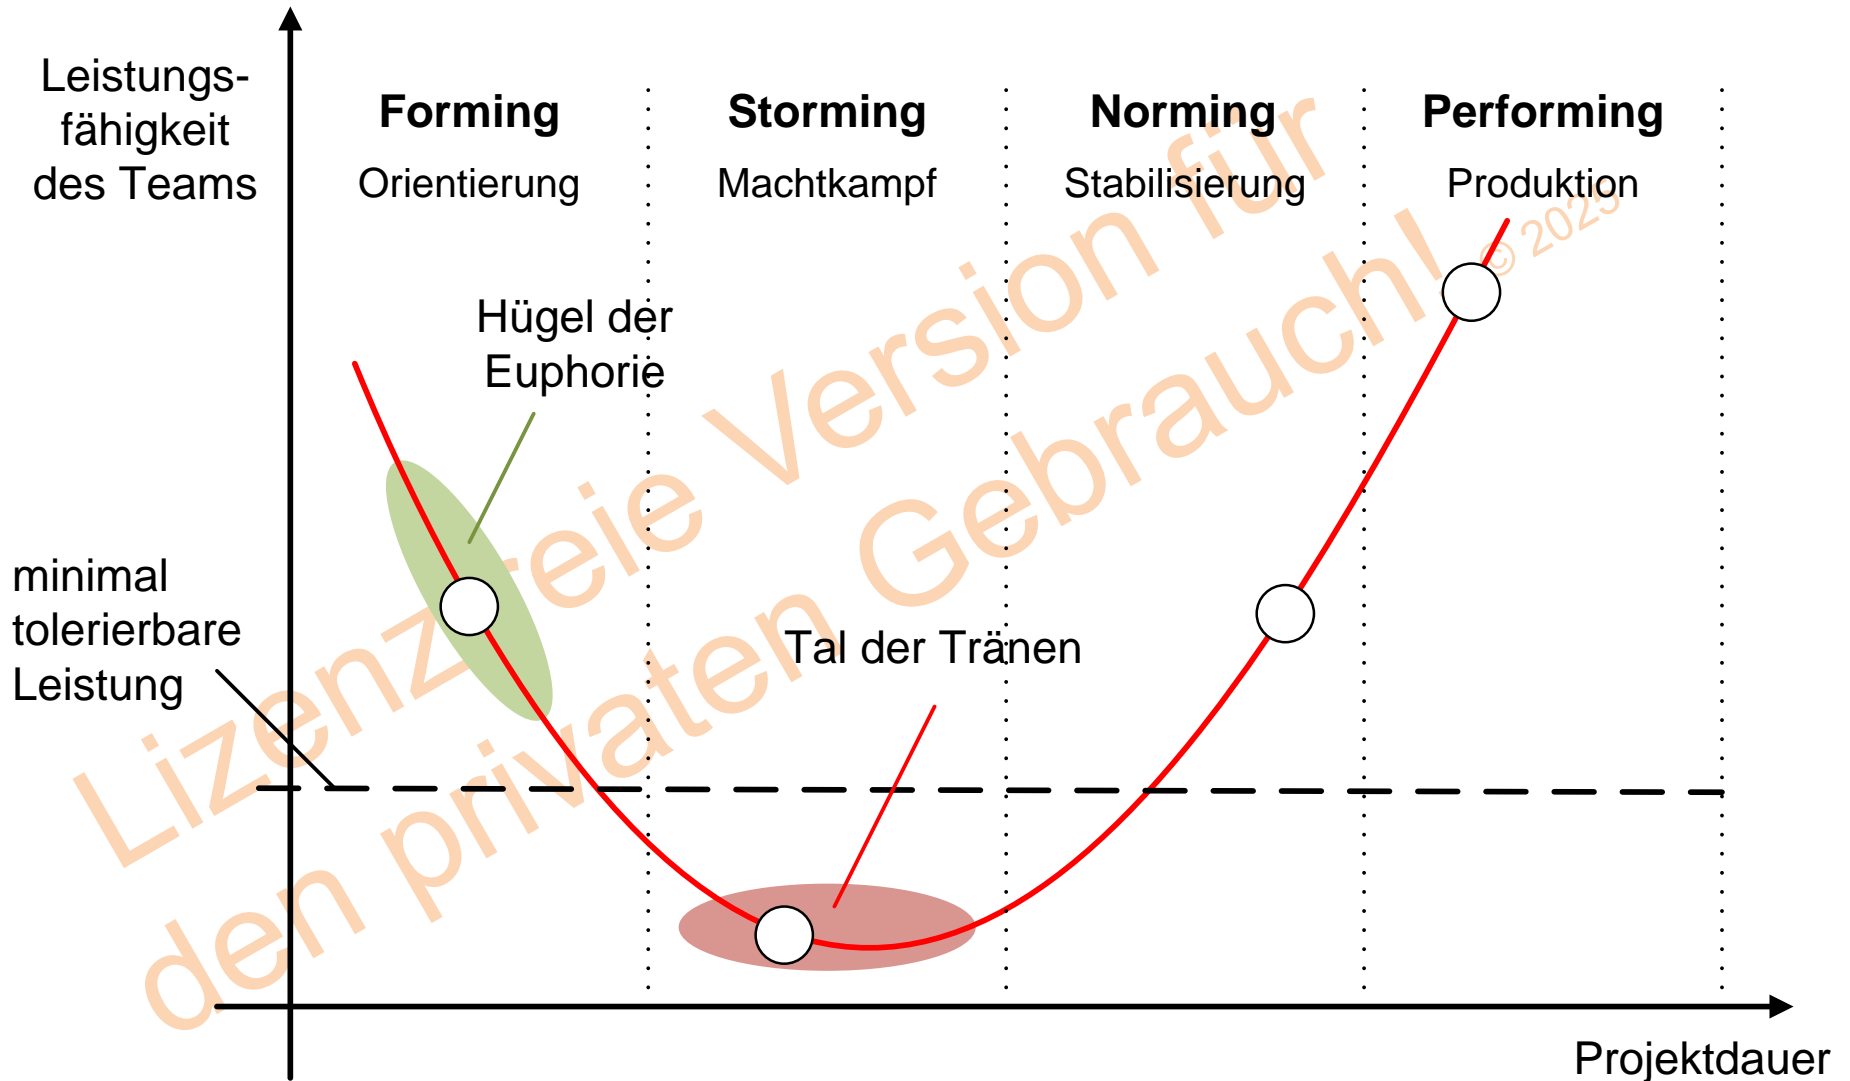 Leistungs-
fähigkeit
des Teams
Forming
Orientierung
Storming
Machtkampf
Norming
Stabilisierung
Performing
Produktion
Hügel der
Euphorie
minimal
tolerierbare
Leistung
Tal der Tränen
Projektdauer
Lizenzfreie Version für
den privaten Gebrauch! © 2025